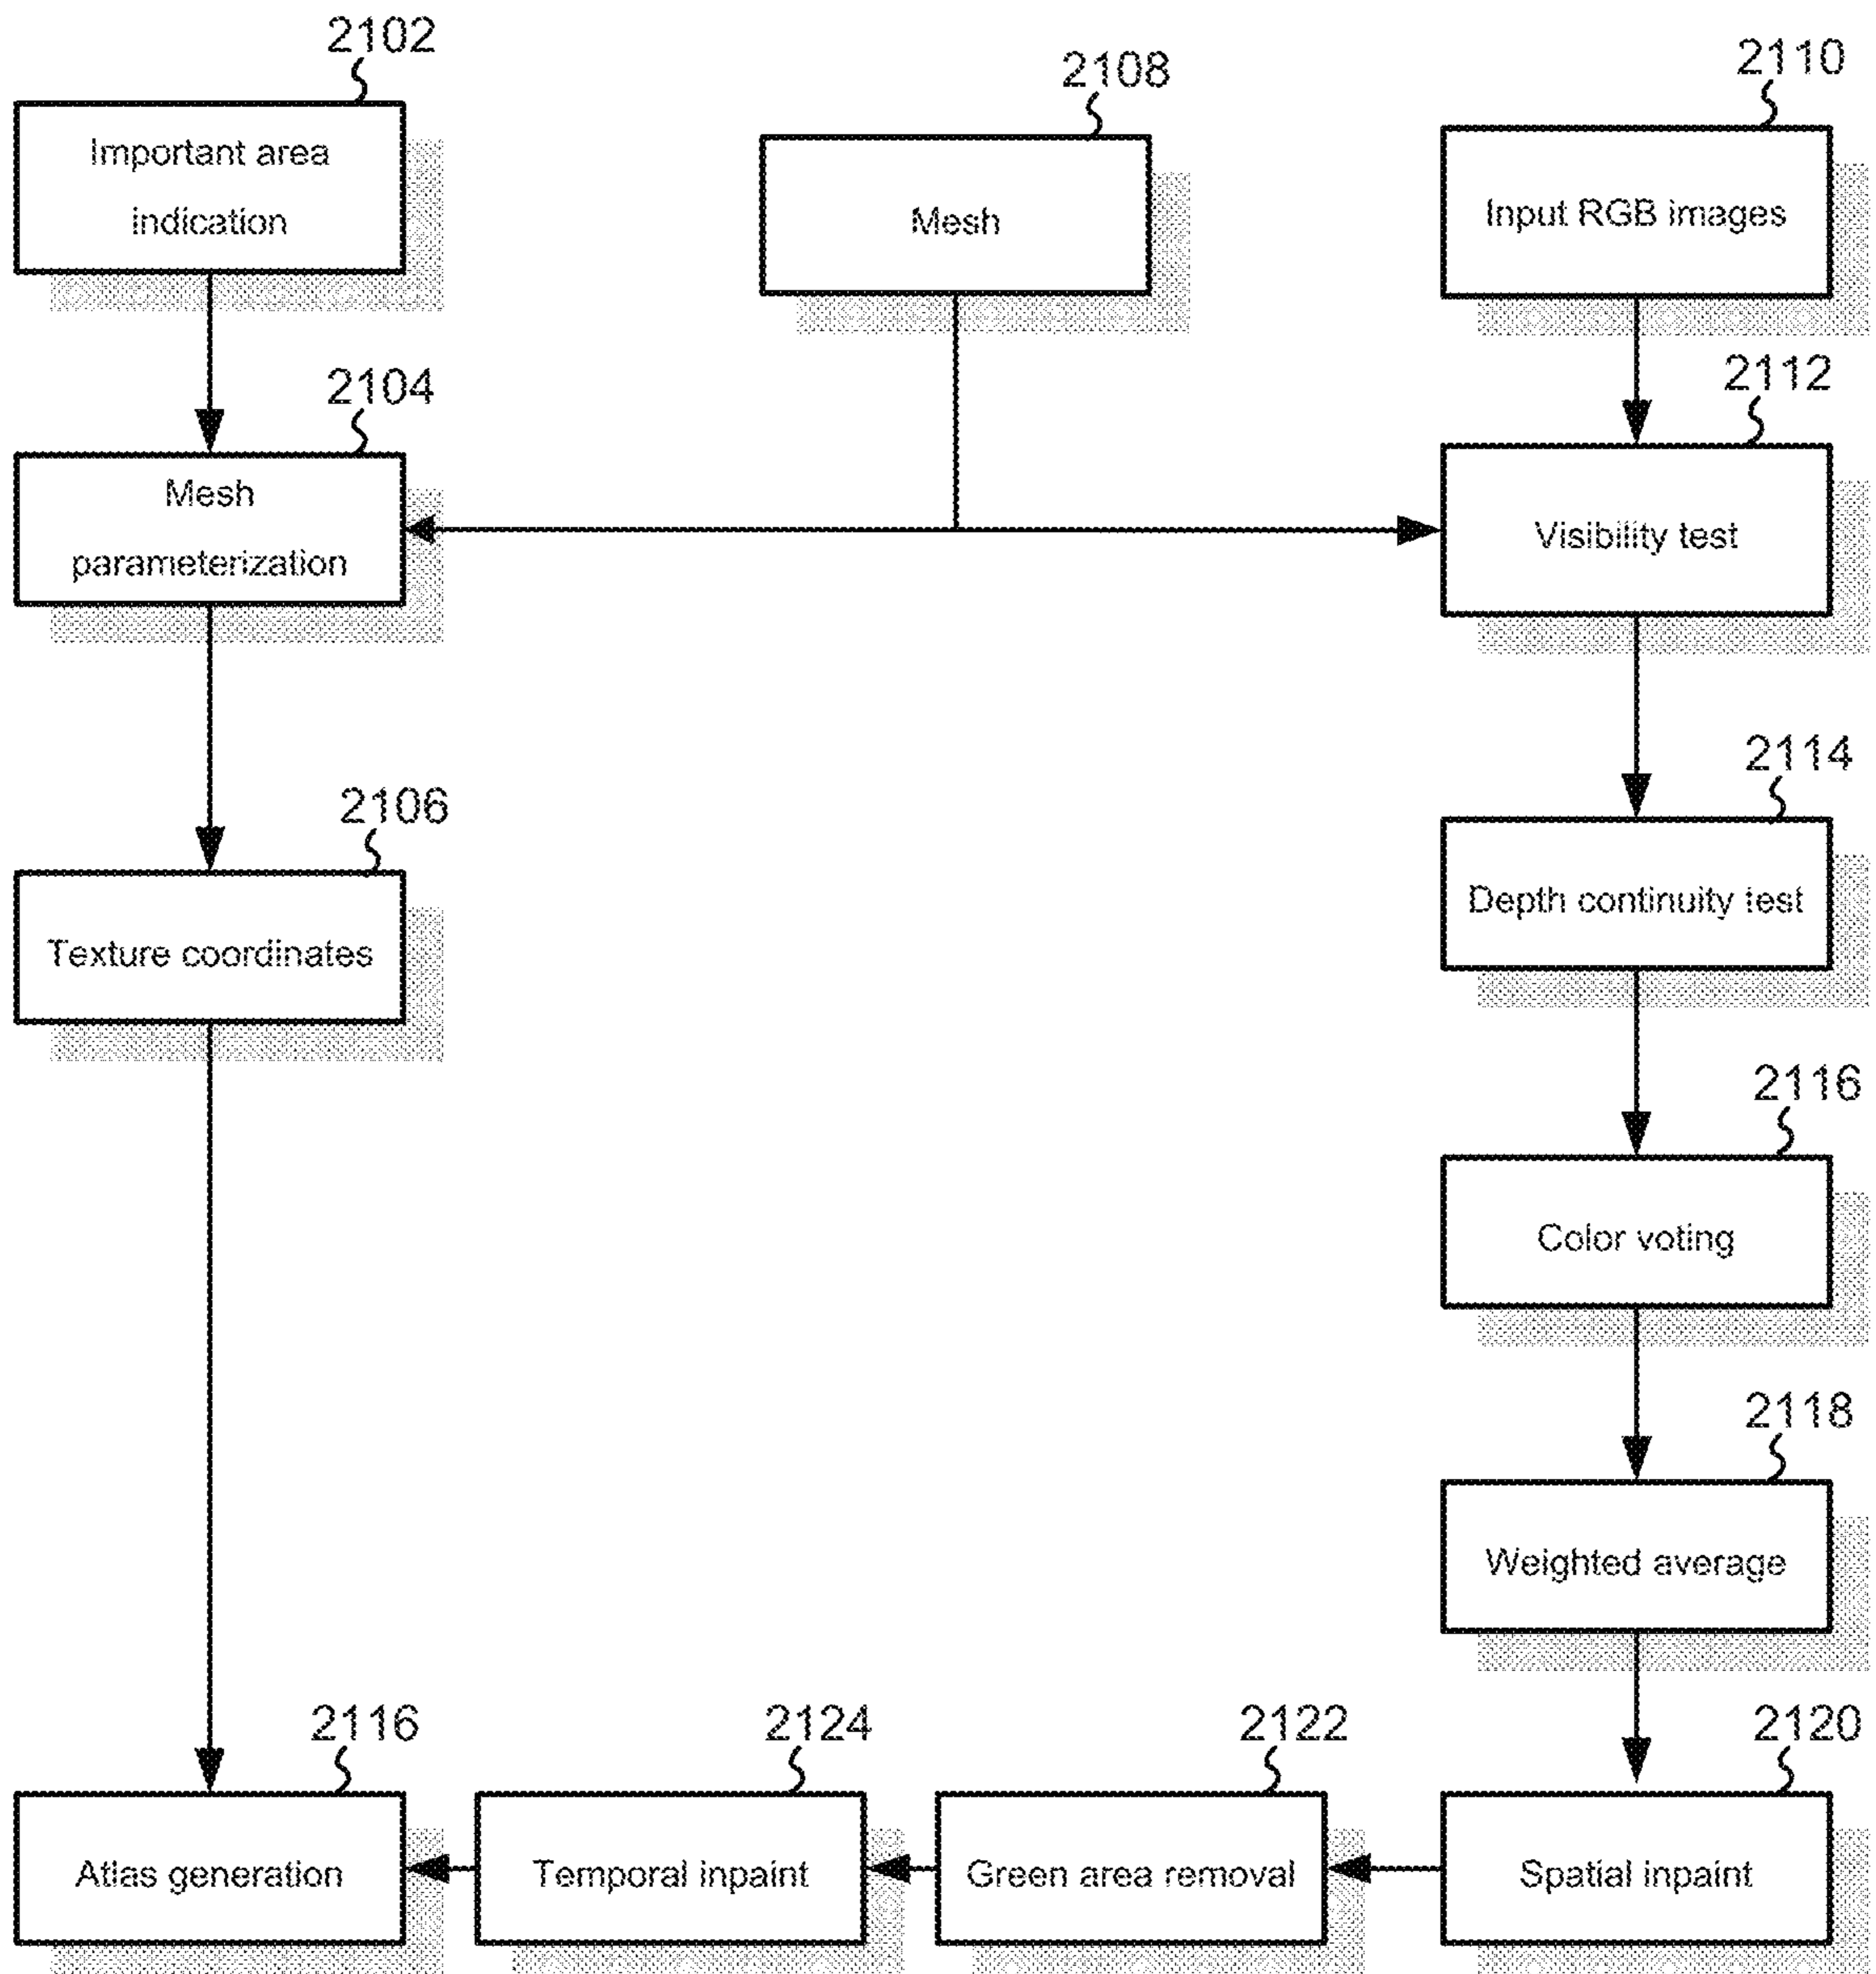 2102
Important area
indication
2108
Mesh
2110
Input RGB images
2104
Mesh
parameterization
2112
Visibility test
2106
Texture coordinates
2114
Depth continuity test
2116
Color voting
2118
Weighted average
2116
Atlas generation
2124
Temporal inpaint
2122
Green area removal
2120
Spatial inpaint